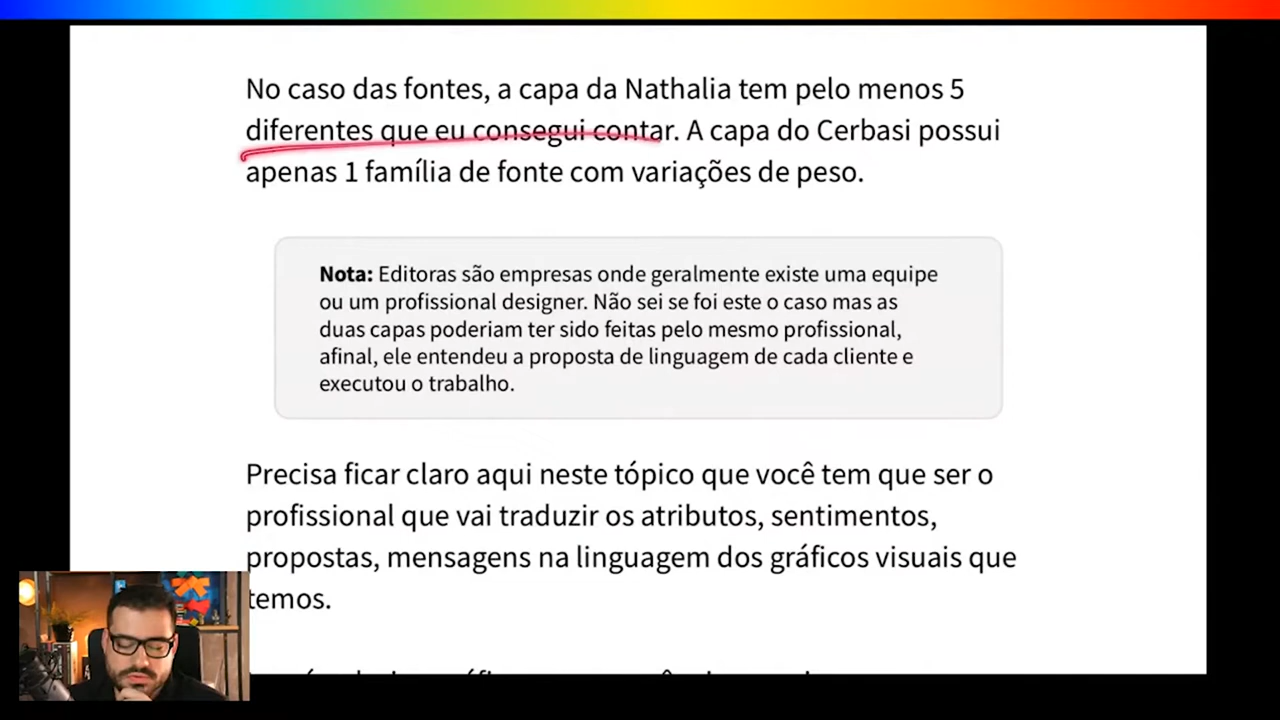 No caso das fontes, a capa da Nathalia tem pelo menos 5
diferentes que eu consegui contar. A capa do Cerbasi possui
apenas 1 família de fonte com variações de peso.
Nota: Editoras são empresas onde geralmente existe uma equipe
ou um profissional designer. Não sei se foi este o caso mas as
duas capas poderiam ter sido feitas pelo mesmo profissional,
afinal, ele entendeu a proposta de linguagem de cada cliente e
executou o trabalho.
Precisa ficar claro aqui neste tópico que você tem que ser o
profissional que vai traduzir os atributos, sentimentos,
propostas, mensagens na linguagem dos gráficos visuais que
temos.